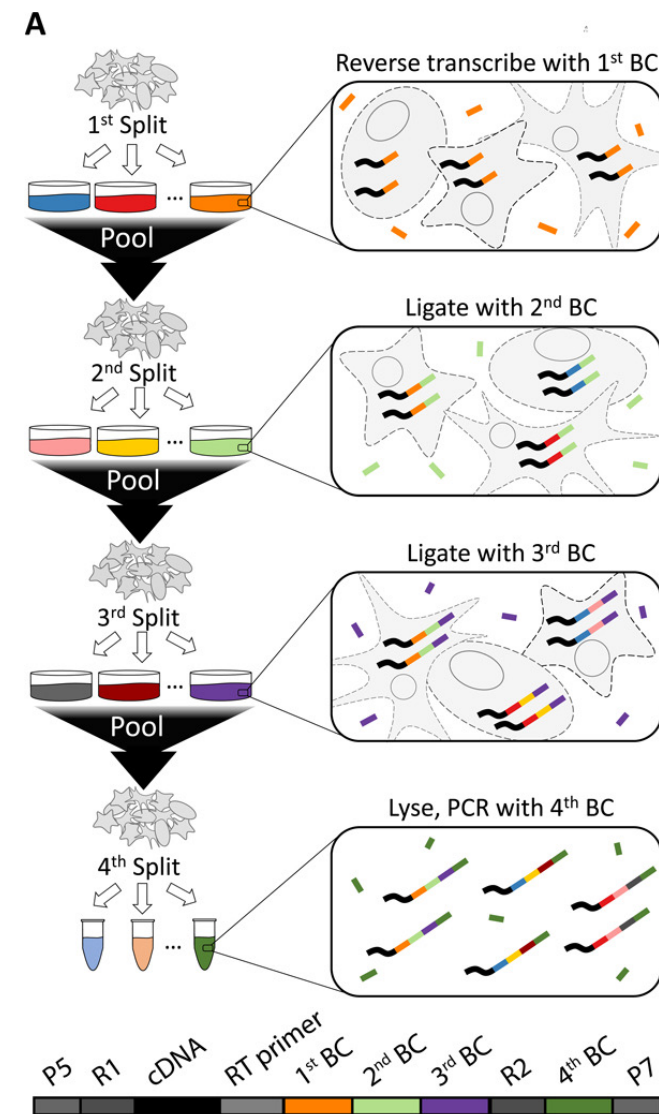 A
Reverse transcribe with 1st BC
1st Split
...
Pool
Ligate with 2nd BC
2nd Split
...
Pool
Ligate with 3rd BC
3rd Split
...
Pool
Lyse, PCR with 4th BC
4th Split
...
P5 R1 cDNA RT primer 1st BC 2nd BC 3rd BC R2 4th BC P7